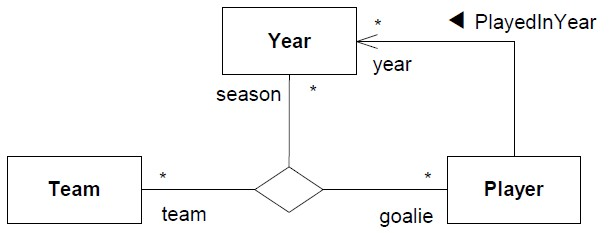 * ◀ PlayedInYear
Year
year
season *
* *
Team Player
team goalie